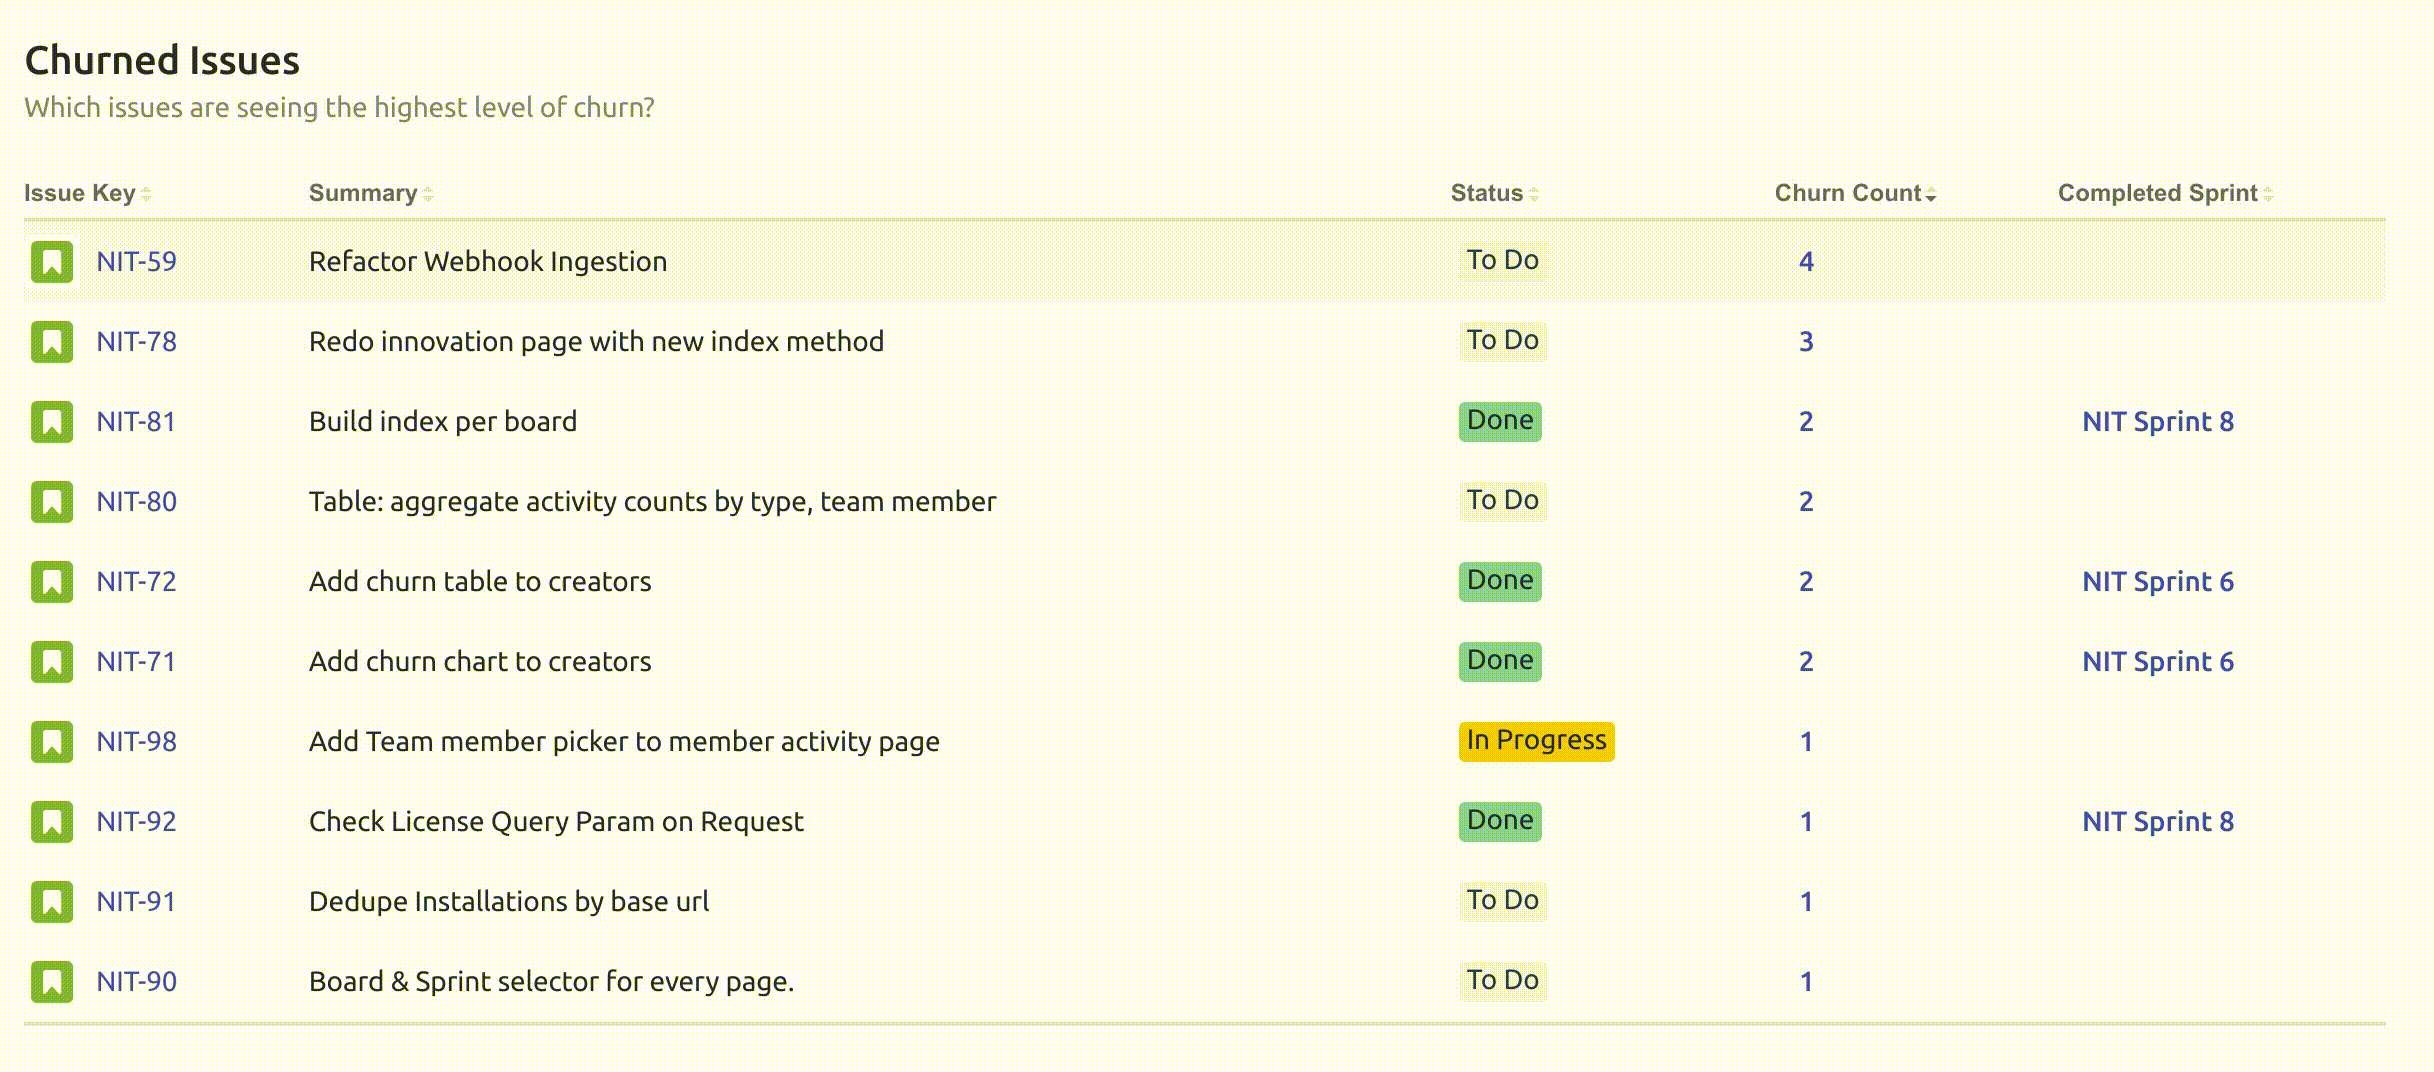 Churned Issues
Which issues are seeing the highest level of churn?
Issue Key Summary Status Churn Count Completed Sprint
NIT-59 Refactor Webhook Ingestion To Do 4
NIT-78 Redo innovation page with new index method To Do 3
NIT-81 Build index per board Done 2 NIT Sprint 8
NIT-80 Table: aggregate activity counts by type, team member To Do 2
NIT-72 Add churn table to creators Done 2 NIT Sprint 6
NIT-71 Add churn chart to creators Done 2 NIT Sprint 6
NIT-98 Add Team member picker to member activity page In Progress 1
NIT-92 Check License Query Param on Request Done 1 NIT Sprint 8
NIT-91 Dedupe Installations by base url To Do 1
NIT-90 Board & Sprint selector for every page. To Do 1